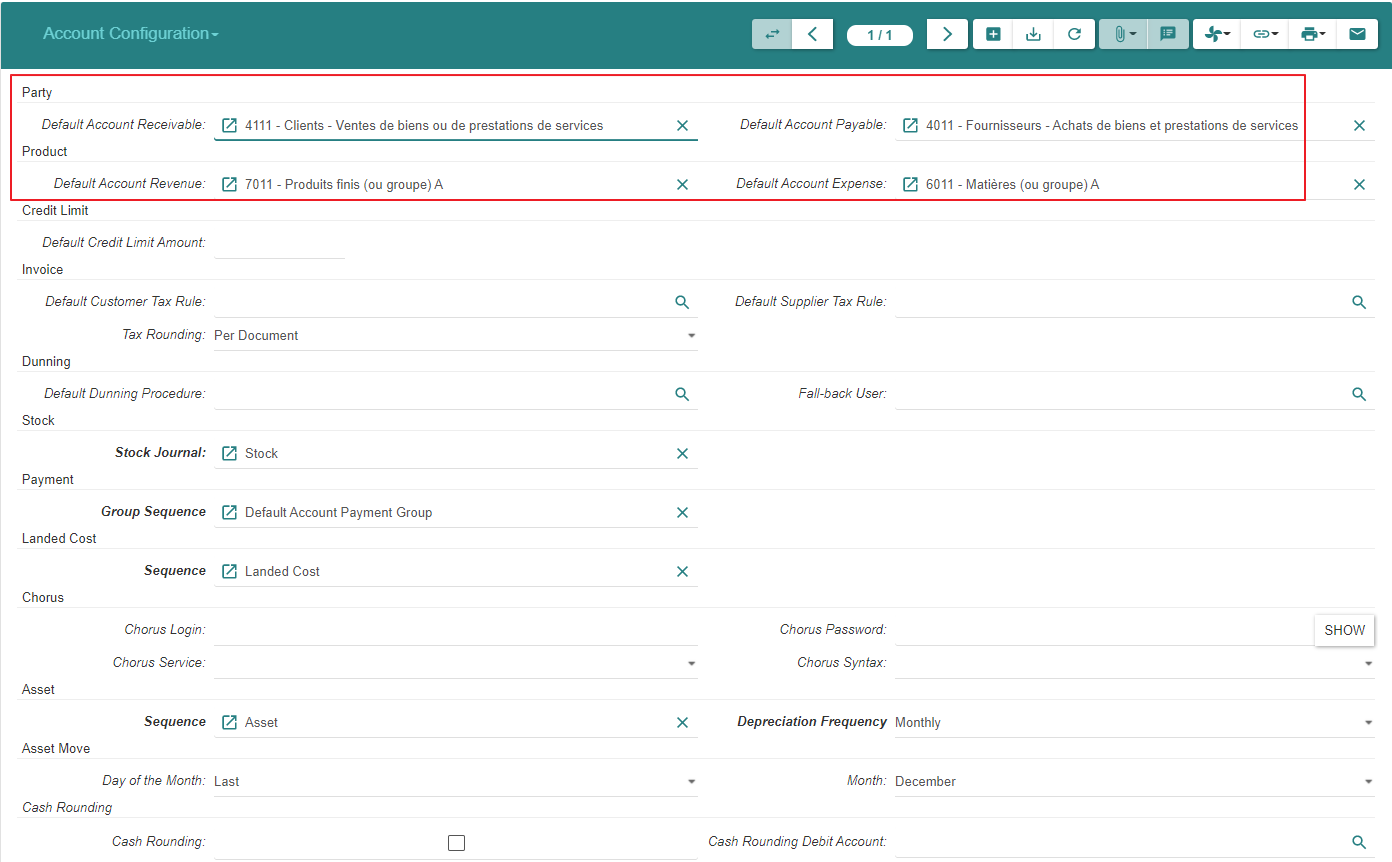 Account Configuration
1 / 1
Party
Default Account Receivable: 4111 - Clients - Ventes de biens ou de prestations de services Default Account Payable: 4011 - Fournisseurs - Achats de biens et prestations de services
Product
Default Account Revenue: 7011 - Produits finis (ou groupe) A Default Account Expense: 6011 - Matières (ou groupe) A
Credit Limit
Default Credit Limit Amount:
Invoice
Default Customer Tax Rule: Default Supplier Tax Rule:
Tax Rounding: Per Document
Dunning
Default Dunning Procedure: Fall-back User:
Stock
Stock Journal: Stock
Payment
Group Sequence Default Account Payment Group
Landed Cost
Sequence Landed Cost
Chorus
Chorus Login: Chorus Password: SHOW
Chorus Service: Chorus Syntax:
Asset
Sequence Asset Depreciation Frequency Monthly
Asset Move
Day of the Month: Last Month: December
Cash Rounding
Cash Rounding: Cash Rounding Debit Account: